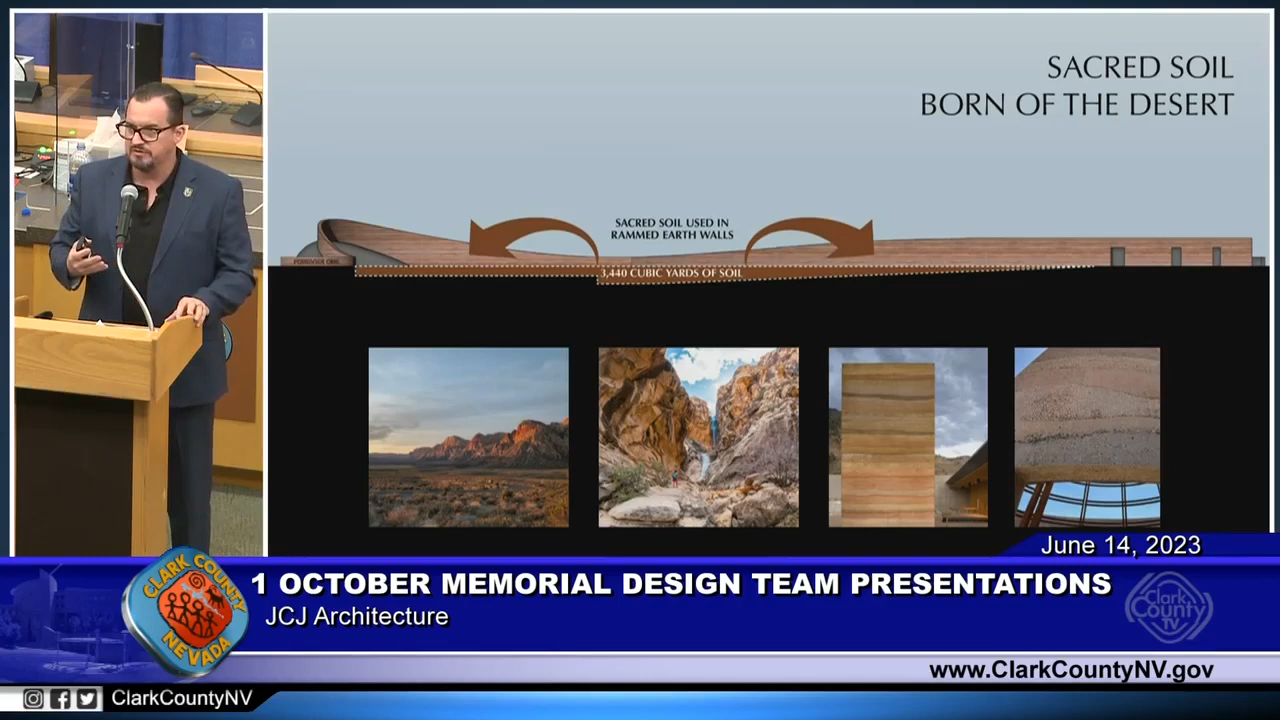 SACRED SOIL
BORN OF THE DESERT
SACRED SOIL USED IN
RAMMED EARTH WALLS
FOREVER ONE
3,440 CUBIC YARDS OF SOIL
June 14, 2023
CLARK COUNTY
NEVADA
1 OCTOBER MEMORIAL DESIGN TEAM PRESENTATIONS
JCJ Architecture
Clark
County
TV
www.ClarkCountyNV.gov
ClarkCountyNV